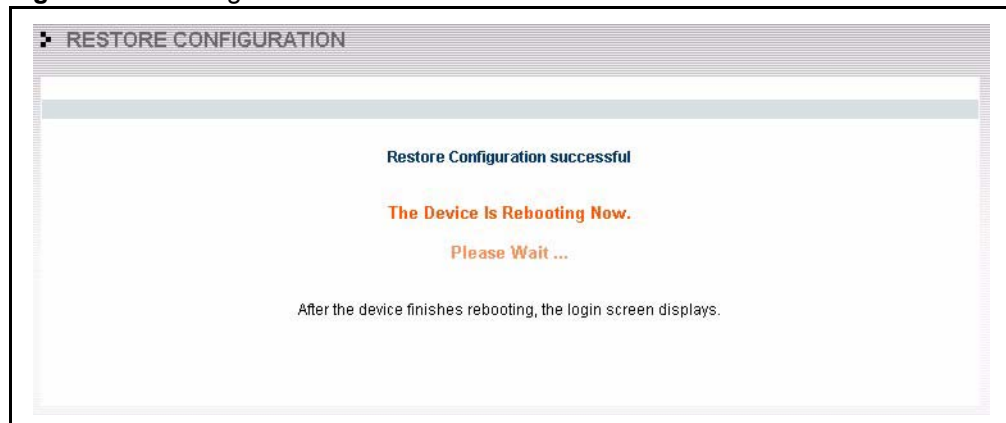 RESTORE CONFIGURATION
Restore Configuration successful
The Device Is Rebooting Now.
Please Wait ...
After the device finishes rebooting, the login screen displays.